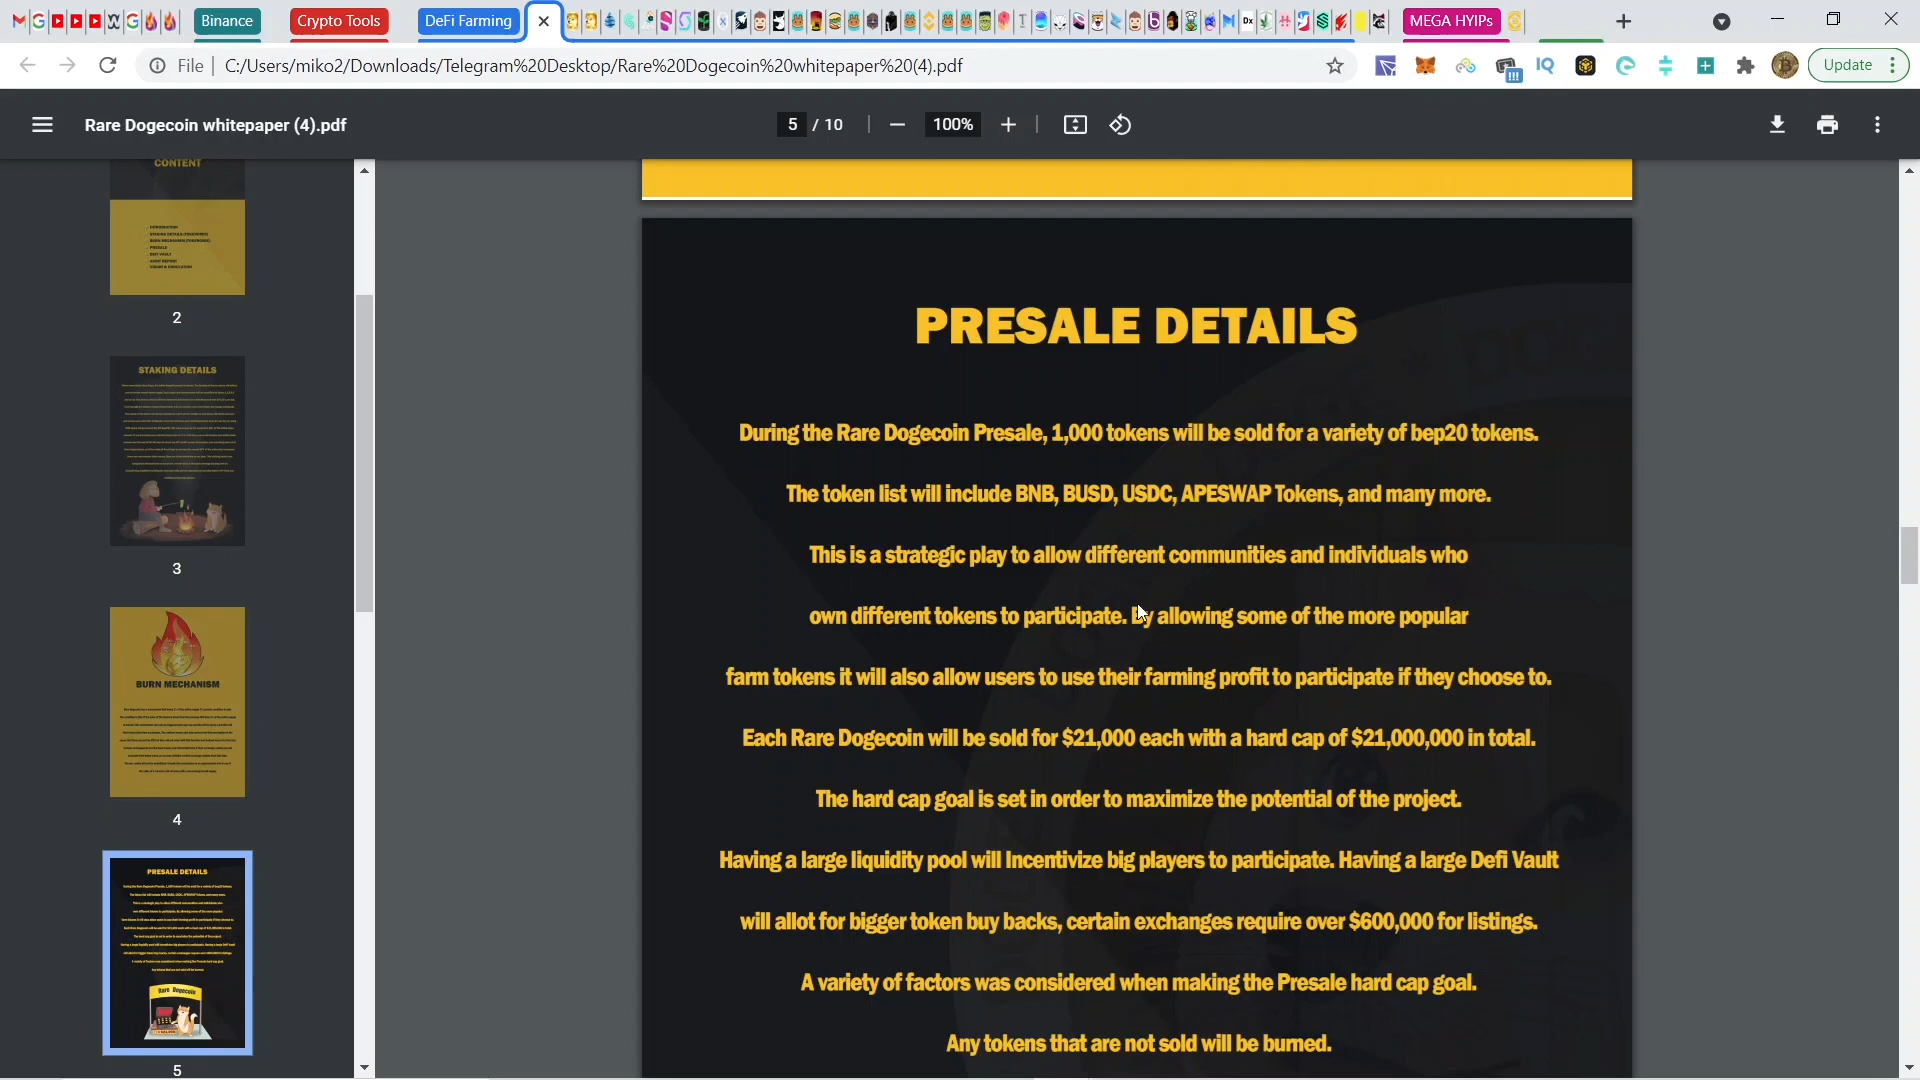 Binance
Crypto Tools
DeFi Farming
MEGA HYIPs
File
C:/Users/miko2/Downloads/Telegram%20Desktop/Rare%20Dogecoin%20whitepaper%20(4).pdf
Update
Rare Dogecoin whitepaper (4).pdf
5 / 10
100%
CONTENT
2
STAKING DETAILS
3
BURN MECHANISM
4
PRESALE DETAILS
Rare Dogecoin
5
PRESALE DETAILS
During the Rare Dogecoin Presale, 1,000 tokens will be sold for a variety of bep20 tokens.
The token list will include BNB, BUSD, USDC, APESWAP Tokens, and many more.
This is a strategic play to allow different communities and individuals who
own different tokens to participate. By allowing some of the more popular
farm tokens it will also allow users to use their farming profit to participate if they choose to.
Each Rare Dogecoin will be sold for $21,000 each with a hard cap of $21,000,000 in total.
The hard cap goal is set in order to maximize the potential of the project.
Having a large liquidity pool will Incentivize big players to participate. Having a large Defi Vault
will allot for bigger token buy backs, certain exchanges require over $600,000 for listings.
A variety of factors was considered when making the Presale hard cap goal.
Any tokens that are not sold will be burned.